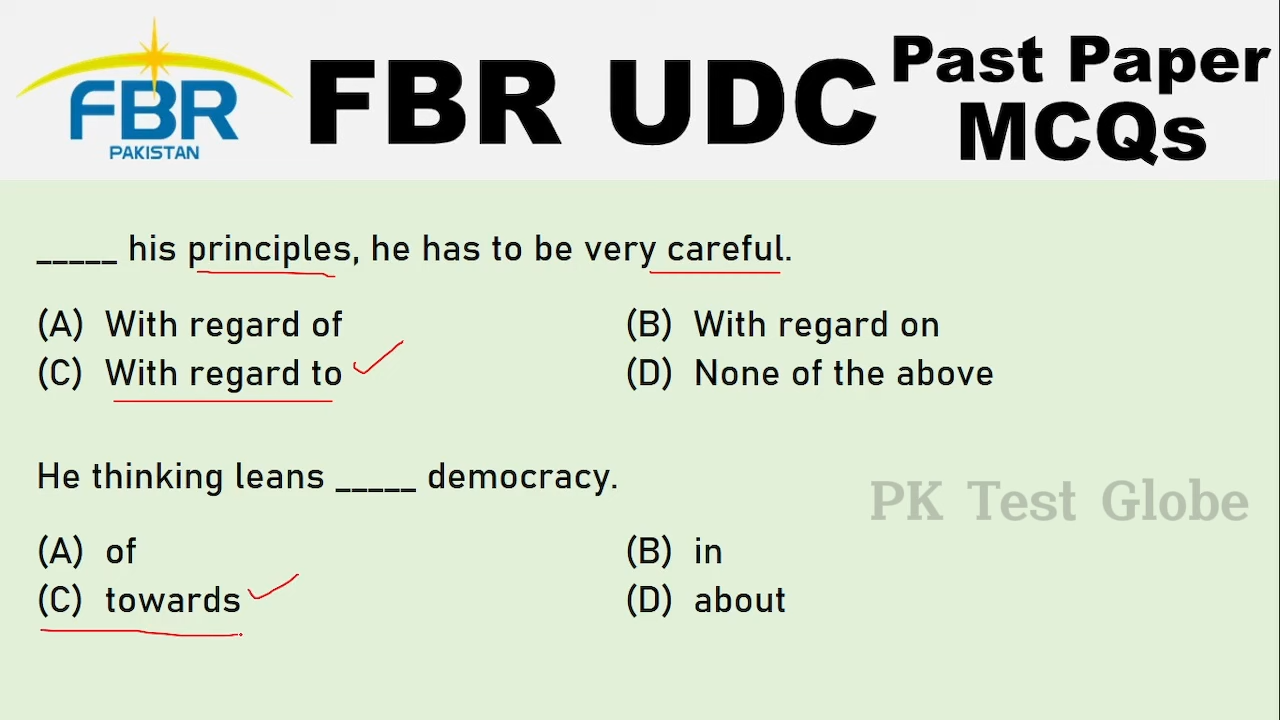 FBR
PAKISTAN
FBR UDC
Past Paper
MCQs
_____ his principles, he has to be very careful.
(A) With regard of
(B) With regard on
(C) With regard to
(D) None of the above
He thinking leans _____ democracy.
PK Test Globe
(A) of
(B) in
(C) towards
(D) about